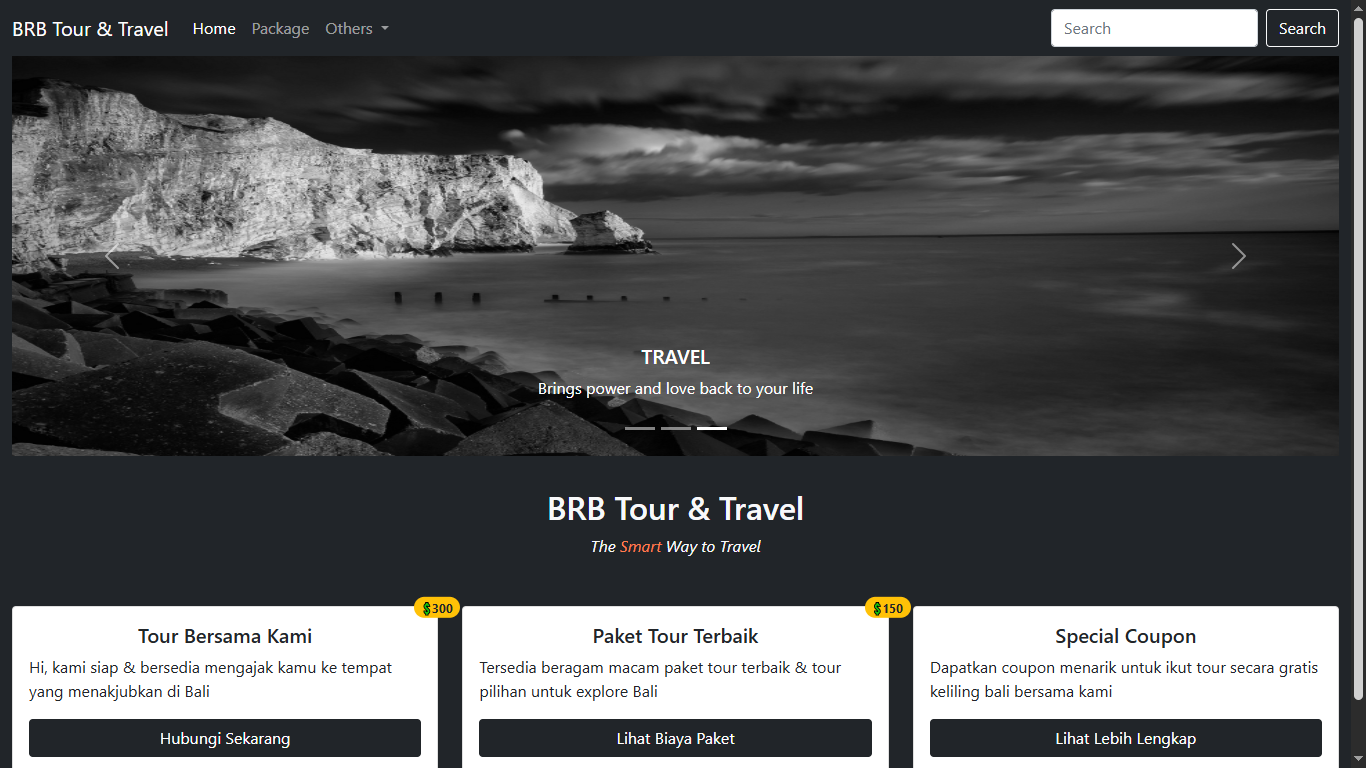 BRB Tour & Travel Home Package Others Search Search
TRAVEL
Brings power and love back to your life
BRB Tour & Travel
The Smart Way to Travel
💲300
Tour Bersama Kami
Hi, kami siap & bersedia mengajak kamu ke tempat
yang menakjubkan di Bali
Hubungi Sekarang
💲150
Paket Tour Terbaik
Tersedia beragam macam paket tour terbaik & tour
pilihan untuk explore Bali
Lihat Biaya Paket
Special Coupon
Dapatkan coupon menarik untuk ikut tour secara gratis
keliling bali bersama kami
Lihat Lebih Lengkap